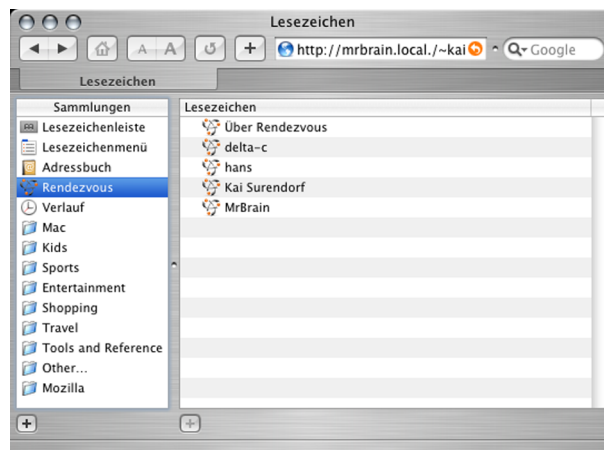 Lesezeichen
A A
http://mrbrain.local./~kai
Google
Lesezeichen
Sammlungen
Lesezeichenleiste
Lesezeichenmenü
Adressbuch
Rendezvous
Verlauf
Mac
Kids
Sports
Entertainment
Shopping
Travel
Tools and Reference
Other...
Mozilla
Lesezeichen
Über Rendezvous
delta-c
hans
Kai Surendorf
MrBrain